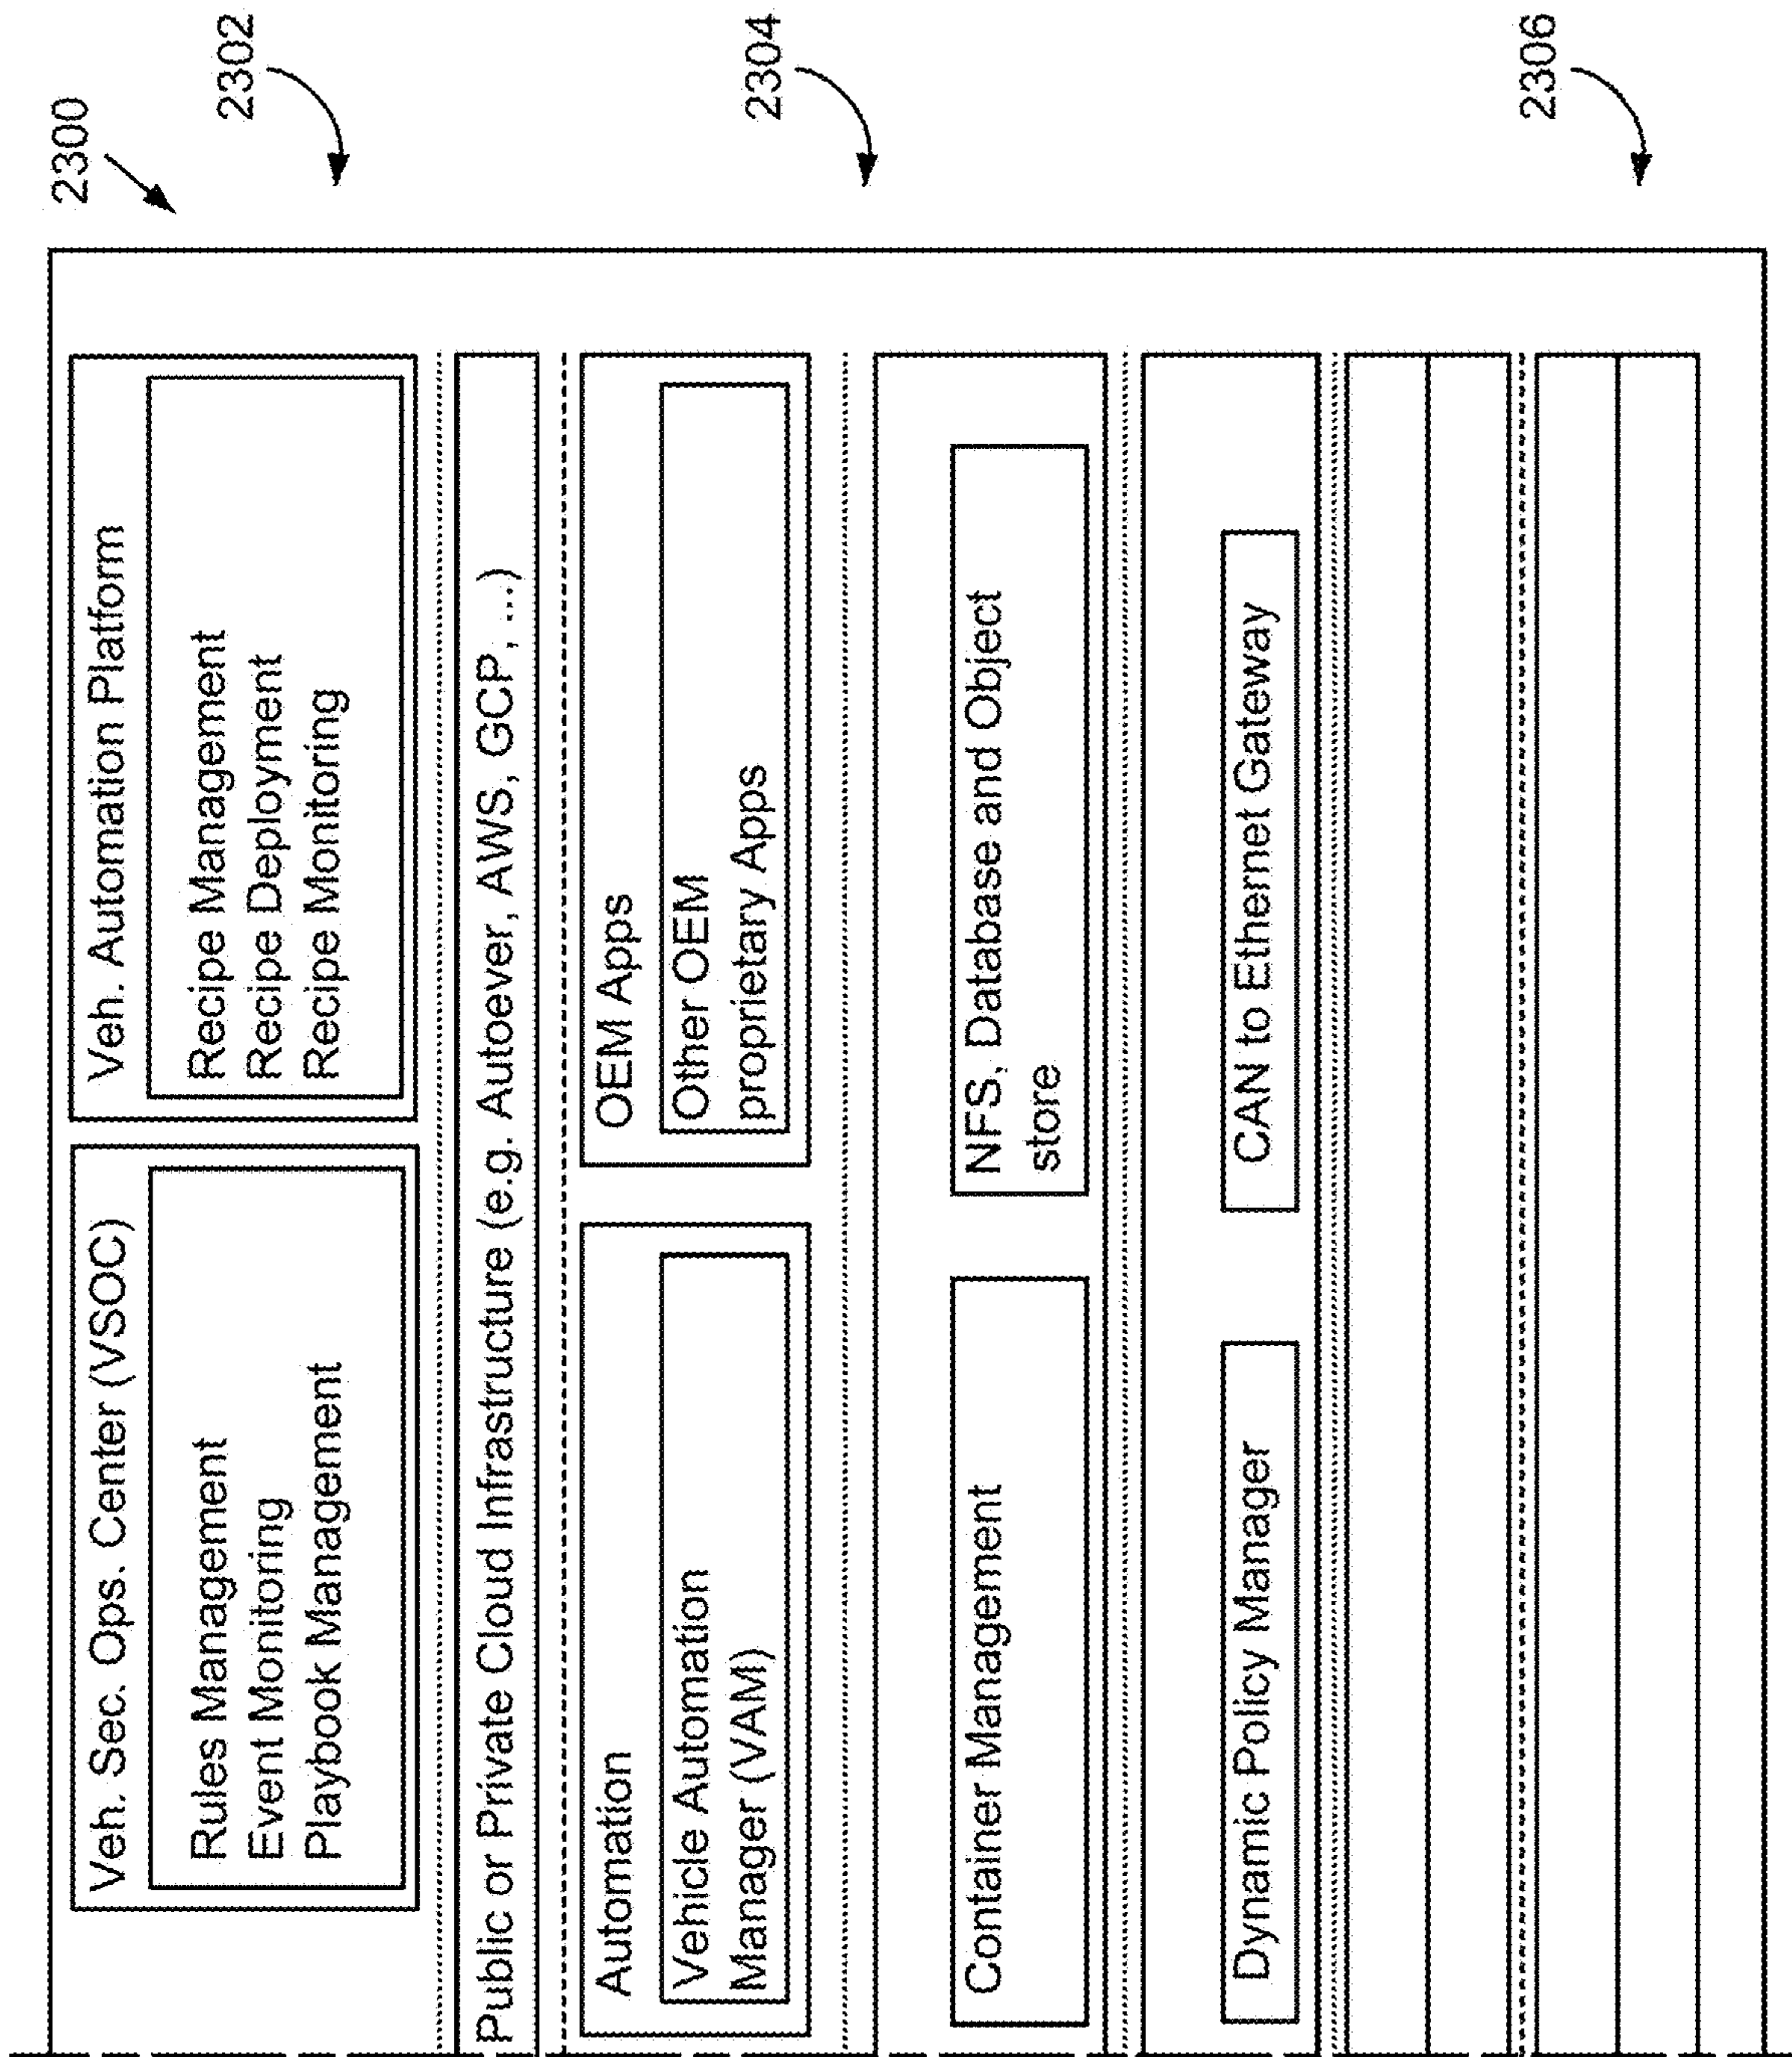 2300
2302
2304
2306
Veh. Sec. Ops. Center (VSOC)
Rules Management
Event Monitoring
Playbook Management
Veh. Automation Platform
Recipe Management
Recipe Deployment
Recipe Monitoring
Public or Private Cloud Infrastructure (e.g. Autoever, AWS, GCP, ...)
Automation
Vehicle Automation
Manager (VAM)
OEM Apps
Other OEM
proprietary Apps
Container Management
NFS, Database and Object
store
Dynamic Policy Manager
CAN to Ethernet Gateway